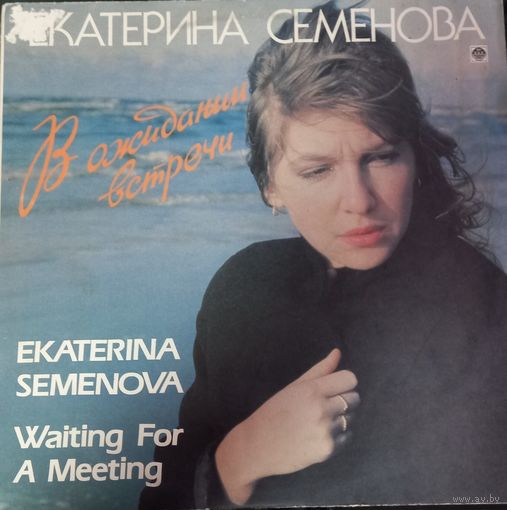 ЕКАТЕРИНА СЕМЕНОВА
В ожидании
встречи
EKATERINA
SEMENOVA
Waiting For
A Meeting
www.ay.by